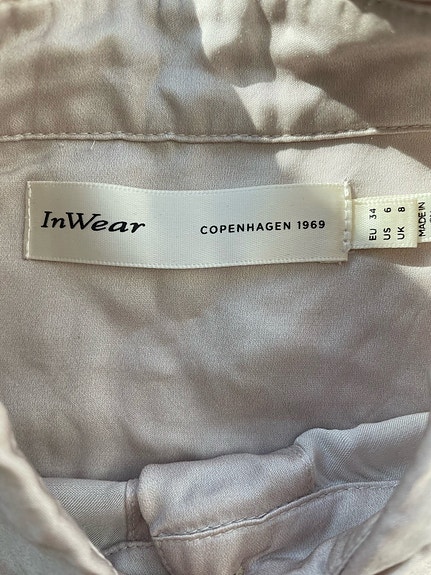 InWear
COPENHAGEN 1969
EU 34
US 6
UK 8
MADE IN